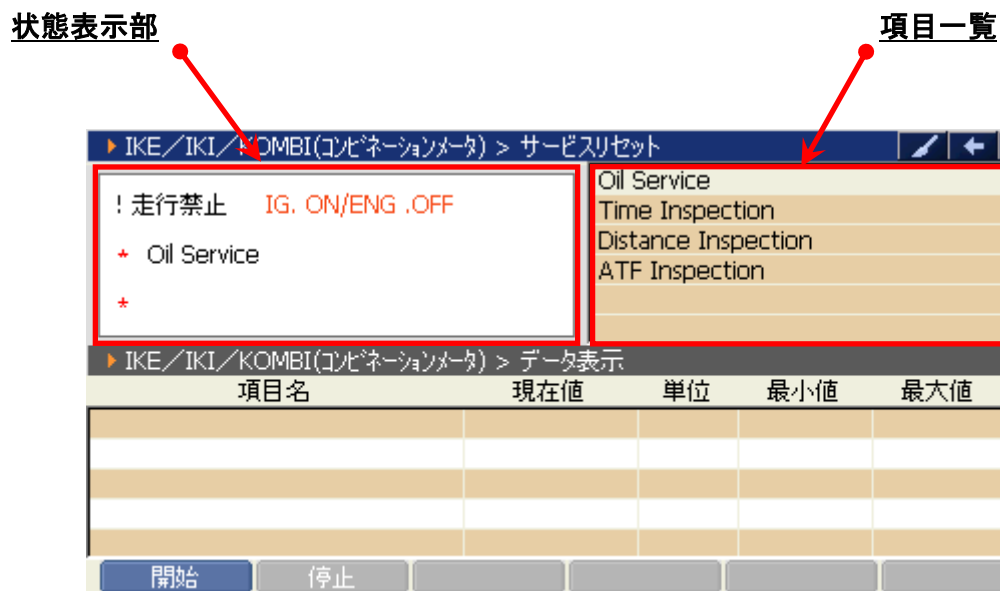 状態表示部
項目一覧
IKE／IKI／KOMBI(ｺﾝﾋﾞﾈｰｼｮﾝﾒｰﾀ) > サービスリセット
! 走行禁止 IG. ON/ENG .OFF
* Oil Service
*
Oil Service
Time Inspection
Distance Inspection
ATF Inspection
IKE／IKI／KOMBI(ｺﾝﾋﾞﾈｰｼｮﾝﾒｰﾀ) > データ表示
項目名 現在値 単位 最小値 最大値
開始 停止